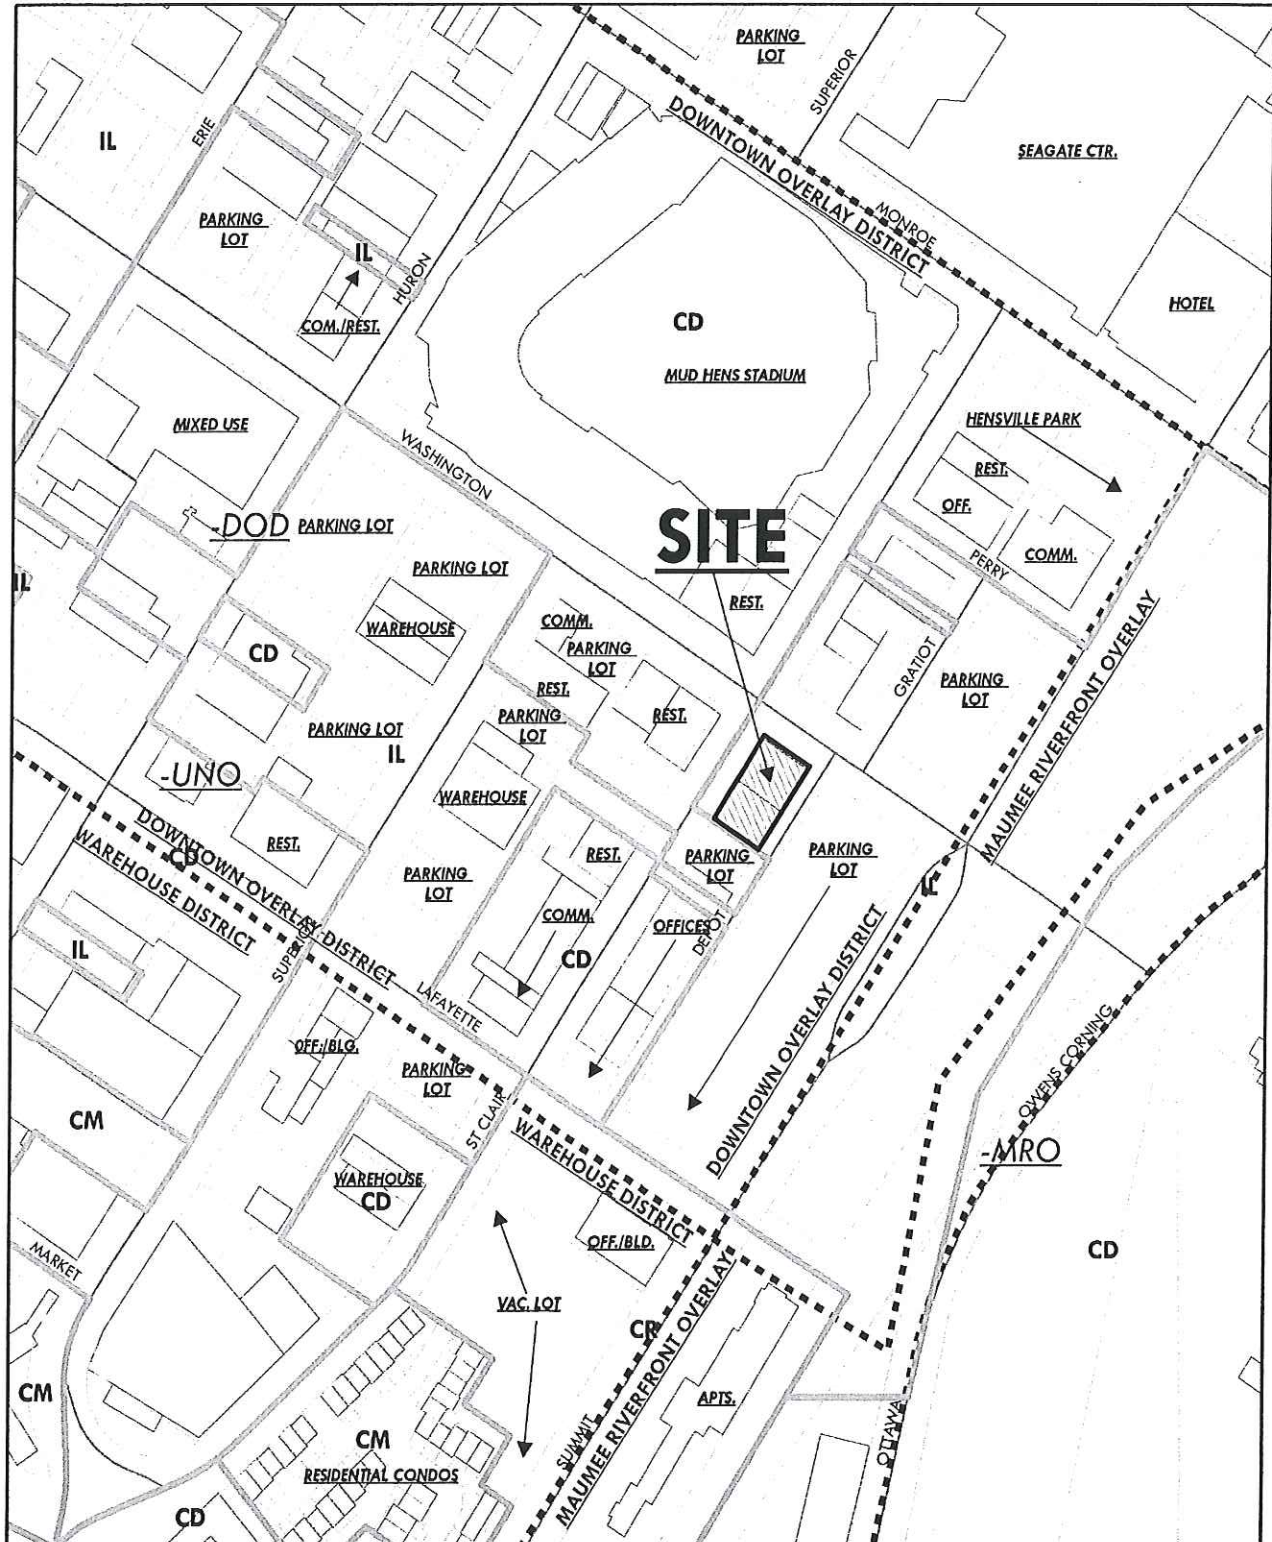 PARKING
LOT
SUPERIOR
DOWNTOWN OVERLAY DISTRICT
MONROE
SEAGATE CTR.
HOTEL
IL
ERIE
PARKING
LOT
IL
HURON
COM./REST.
CD
MUD HENS STADIUM
MIXED USE
WASHINGTON
HENSVILLE PARK
REST.
OFF.
COMM.
PERRY
-DOD
PARKING LOT
SITE
PARKING LOT
IL
WAREHOUSE
COMM.
PARKING
LOT
REST.
CD
REST.
REST.
GRATIOT
PARKING
LOT
MAUMEE RIVERFRONT OVERLAY
PARKING
LOT
PARKING LOT
IL
-UNO
WAREHOUSE
DOWNTOWN OVERLAY DISTRICT
WAREHOUSE DISTRICT
CD
REST.
REST.
PARKING
LOT
PARKING
LOT
PARKING
LOT
IL
COMM.
OFFICES
DEPOT
CD
IL
SUPERIOR
LAFAYETTE
DOWNTOWN OVERLAY DISTRICT
OWENS CORNING
OFF./BLG.
PARKING
LOT
CM
ST CLAIR
WAREHOUSE DISTRICT
-MRO
WAREHOUSE
CD
OFF./BLD.
CD
MARKET
VAC. LOT
CR
MAUMEE RIVERFRONT OVERLAY
CM
APTS.
SUMMIT
OTTAWA
CM
RESIDENTIAL CONDOS
CD